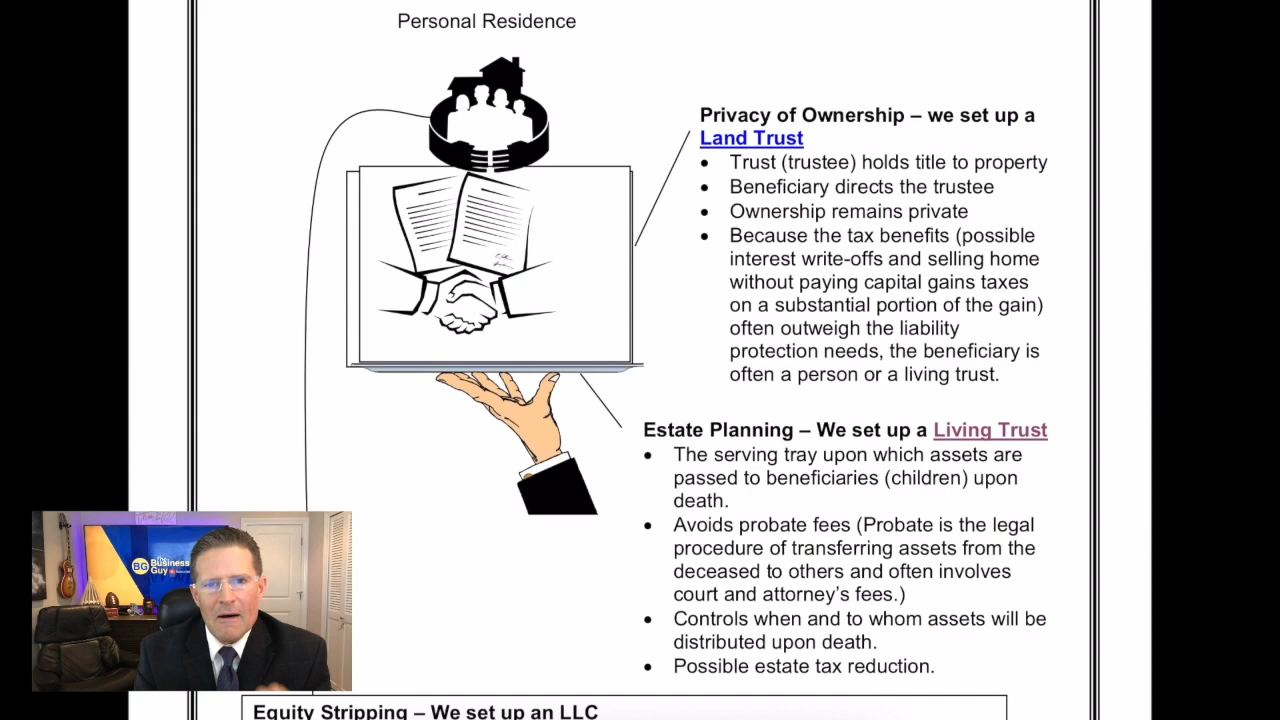 Personal Residence
Privacy of Ownership – we set up a
Land Trust
• Trust (trustee) holds title to property
• Beneficiary directs the trustee
• Ownership remains private
• Because the tax benefits (possible
interest write-offs and selling home
without paying capital gains taxes
on a substantial portion of the gain)
often outweigh the liability
protection needs, the beneficiary is
often a person or a living trust.
Estate Planning – We set up a Living Trust
• The serving tray upon which assets are
passed to beneficiaries (children) upon
death.
• Avoids probate fees (Probate is the legal
procedure of transferring assets from the
deceased to others and often involves
court and attorney's fees.)
• Controls when and to whom assets will be
distributed upon death.
• Possible estate tax reduction.
BG
The
Business
Guy
Equity Stripping – We set up an LLC